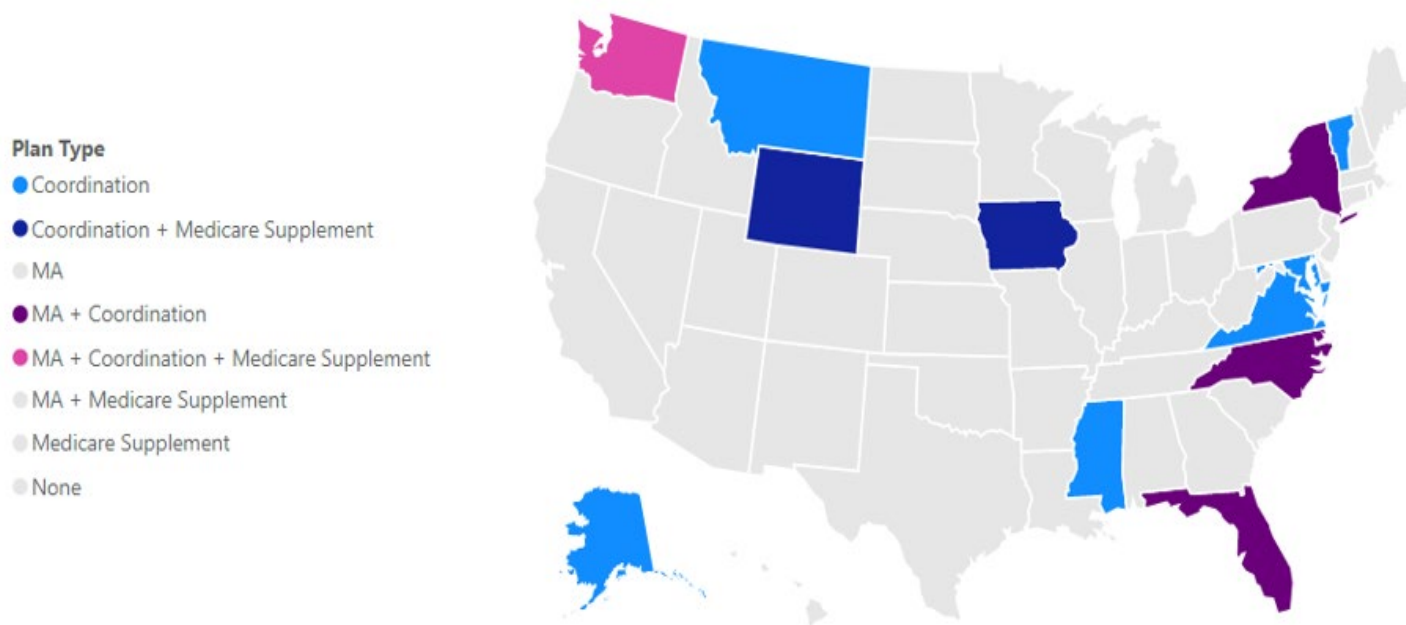 Plan Type
Coordination
Coordination + Medicare Supplement
MA
MA + Coordination
MA + Coordination + Medicare Supplement
MA + Medicare Supplement
Medicare Supplement
None